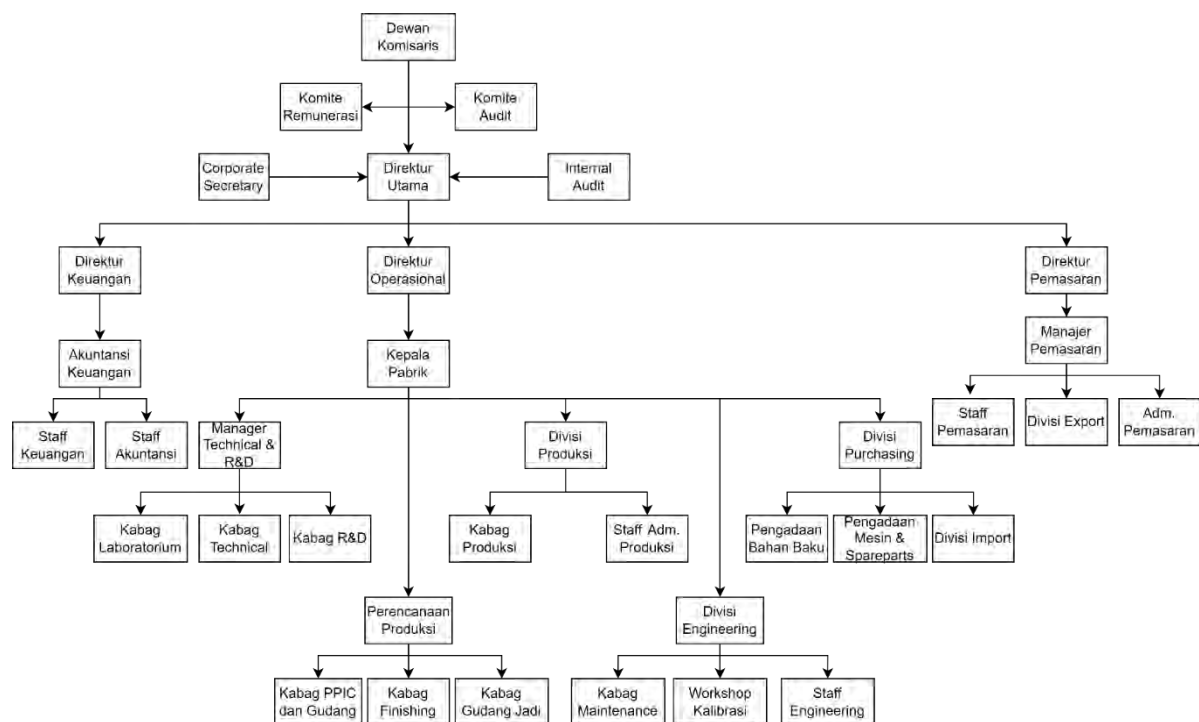 Dewan
Komisaris
Komite
Remunerasi
Komite
Audit
Corporate
Secretary
Direktur
Utama
Internal
Audit
Direktur
Keuangan
Direktur
Operasional
Direktur
Pemasaran
Akuntansi
Keuangan
Kepala
Pabrik
Manajer
Pemasaran
Staff
Keuangan
Staff
Akuntansi
Manager
Technical &
R&D
Divisi
Produksi
Divisi
Purchasing
Staff
Pemasaran
Divisi Export
Adm.
Pemasaran
Kabag
Laboratorium
Kabag
Technical
Kabag R&D
Kabag
Produksi
Staff Adm.
Produksi
Pengadaan
Bahan Baku
Pengadaan
Mesin &
Spareparts
Divisi Import
Perencanaan
Produksi
Divisi
Engineering
Kabag PPIC
dan Gudang
Kabag
Finishing
Kabag
Gudang Jadi
Kabag
Maintenance
Workshop
Kalibrasi
Staff
Engineering